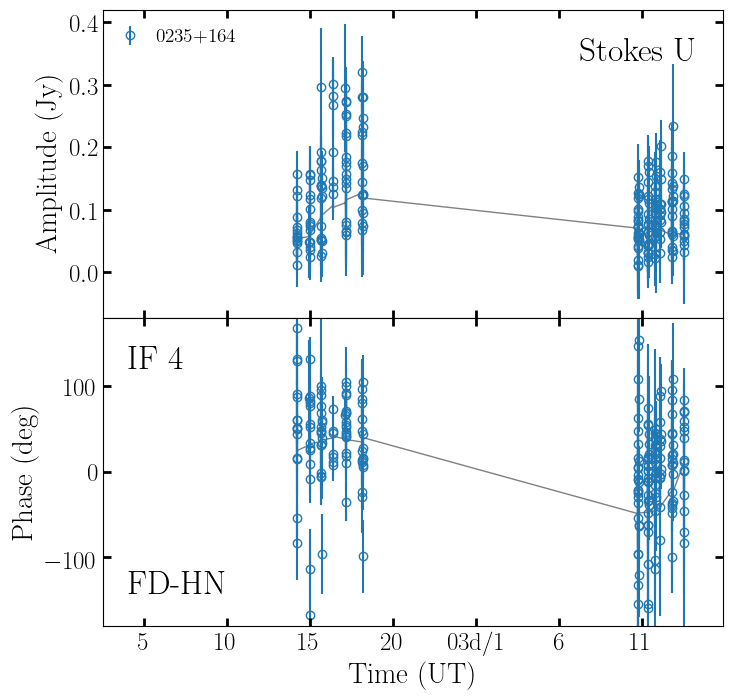 0235+164
Stokes U
0.4
0.3
0.2
0.1
0.0
Amplitude (Jy)
IF 4
100
0
−100
Phase (deg)
FD-HN
5 10 15 20 03d/1 6 11
Time (UT)